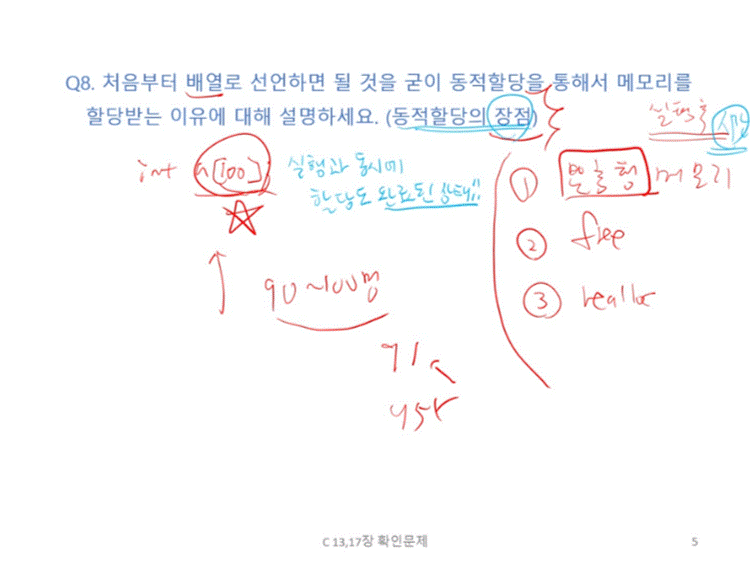 Q8. 처음부터 배열로 선언하면 될 것을 굳이 동적할당을 통해서 메모리를
할당받는 이유에 대해 설명하세요. (동적할당의 장점)
실행후
int a[100]
실행과 동시에
할당도 완료된 상태!!
① 맞춤형 메모리
② free
③ realloc
90~100명
91
C 13,17장 확인문제
5